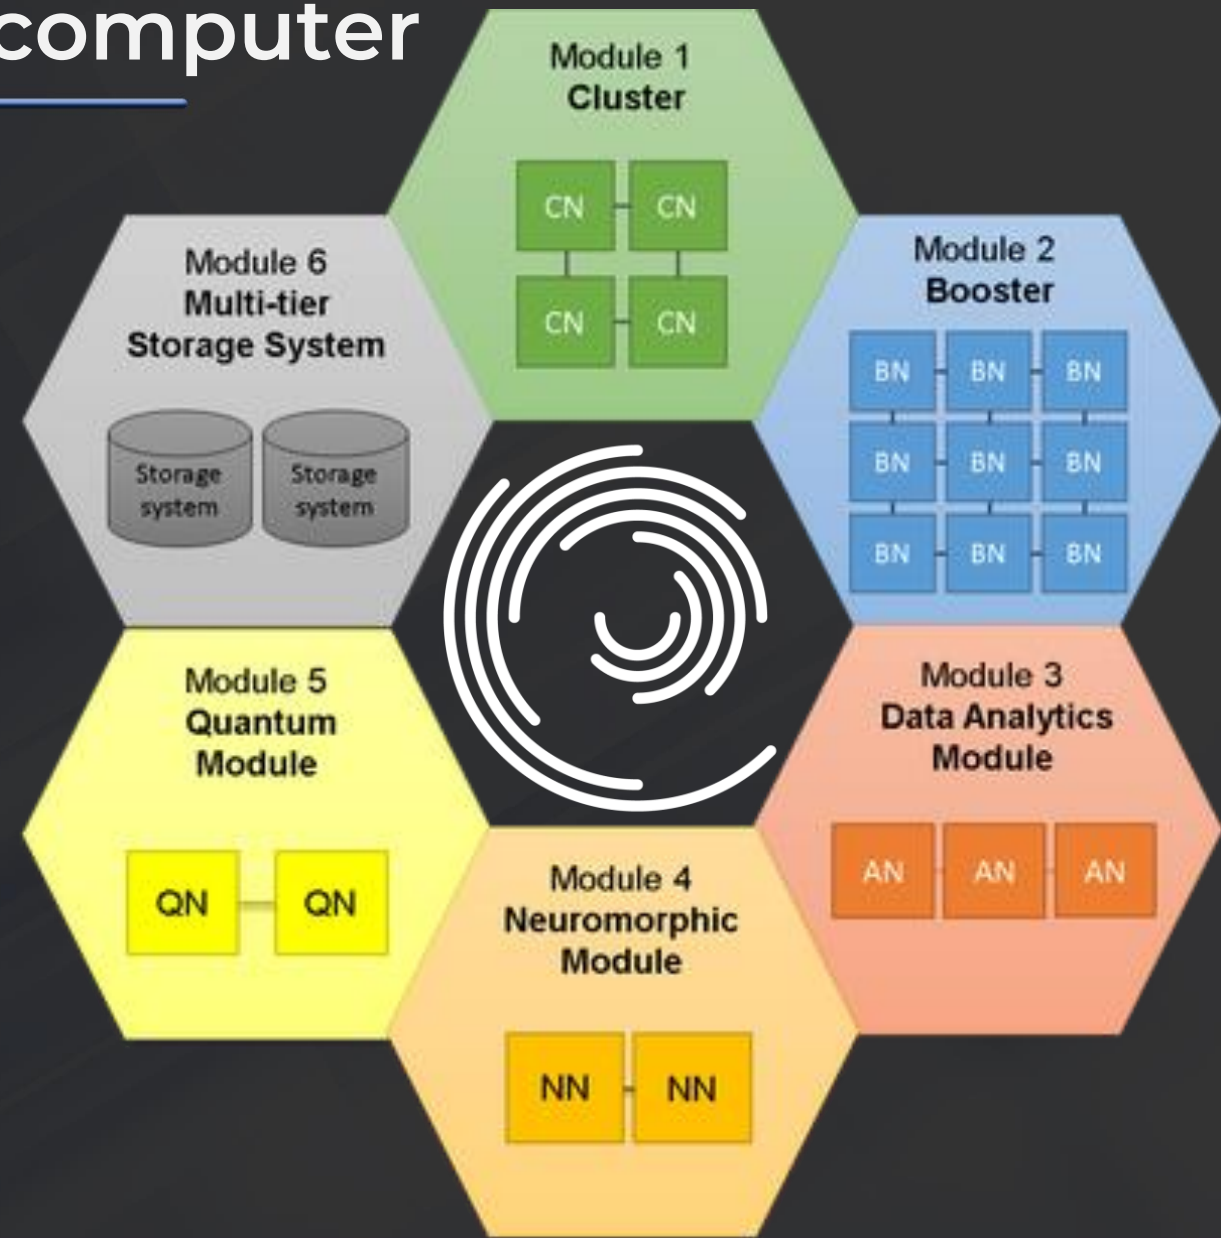 computer
Module 1
Cluster
CN CN
CN CN
Module 2
Booster
BN BN BN
BN BN BN
BN BN BN
Module 3
Data Analytics
Module
AN AN AN
Module 4
Neuromorphic
Module
NN NN
Module 5
Quantum
Module
QN QN
Module 6
Multi-tier
Storage System
Storage Storage
system system